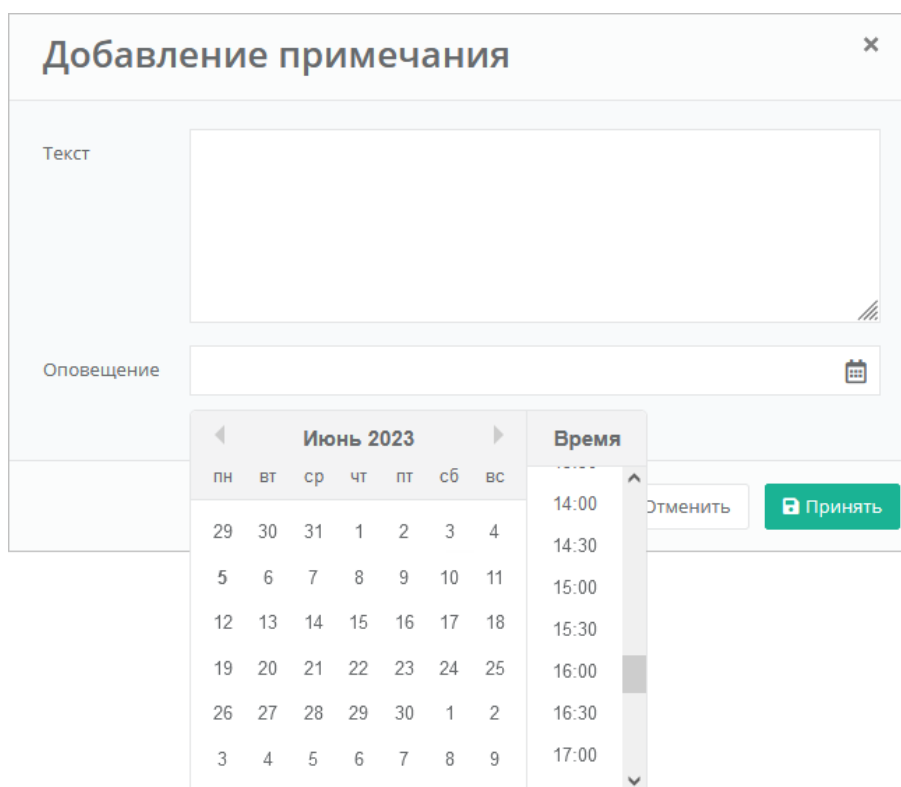 Добавление примечания
×
Текст
Оповещение
Июнь 2023
Время
пн вт ср чт пт сб вс
29 30 31 1 2 3 4
5 6 7 8 9 10 11
12 13 14 15 16 17 18
19 20 21 22 23 24 25
26 27 28 29 30 1 2
3 4 5 6 7 8 9
14:00
14:30
15:00
15:30
16:00
16:30
17:00
Отменить
Принять